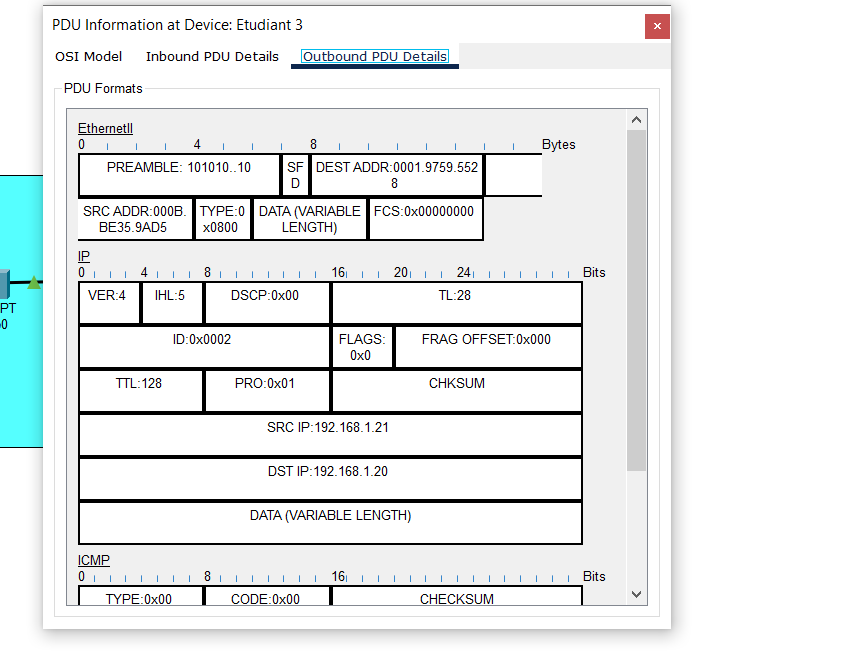 PDU Information at Device: Etudiant 3
×
OSI Model Inbound PDU Details Outbound PDU Details
PDU Formats
EthernetII
0 4 8 Bytes
PREAMBLE: 101010..10 SF DEST ADDR:0001.9759.552
D 8
SRC ADDR:000B. TYPE:0 DATA (VARIABLE FCS:0x00000000
BE35.9AD5 x0800 LENGTH)
IP
0 4 8 16 20 24 Bits
VER:4 IHL:5 DSCP:0x00 TL:28
ID:0x0002 FLAGS: FRAG OFFSET:0x000
0x0
TTL:128 PRO:0x01 CHKSUM
PT
SRC IP:192.168.1.21
DST IP:192.168.1.20
DATA (VARIABLE LENGTH)
ICMP
0 8 16 Bits
TYPE:0x00 CODE:0x00 CHECKSUM